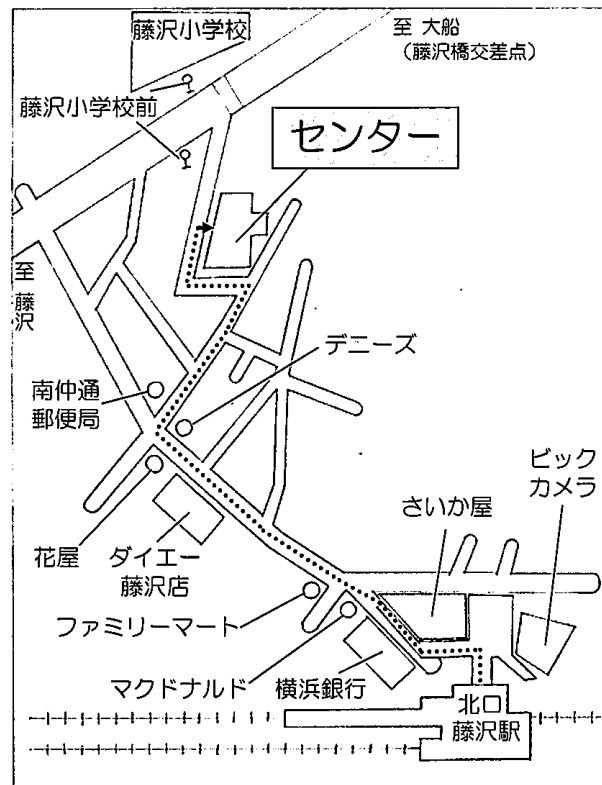 藤沢小学校
至 大船
(藤沢橋交差点)
藤沢小学校前
センター
至 藤沢
デニーズ
南仲通
郵便局
ビック
カメラ
さいか屋
花屋
ダイエー
藤沢店
ファミリーマート
マクドナルド
横浜銀行
北口
藤沢駅